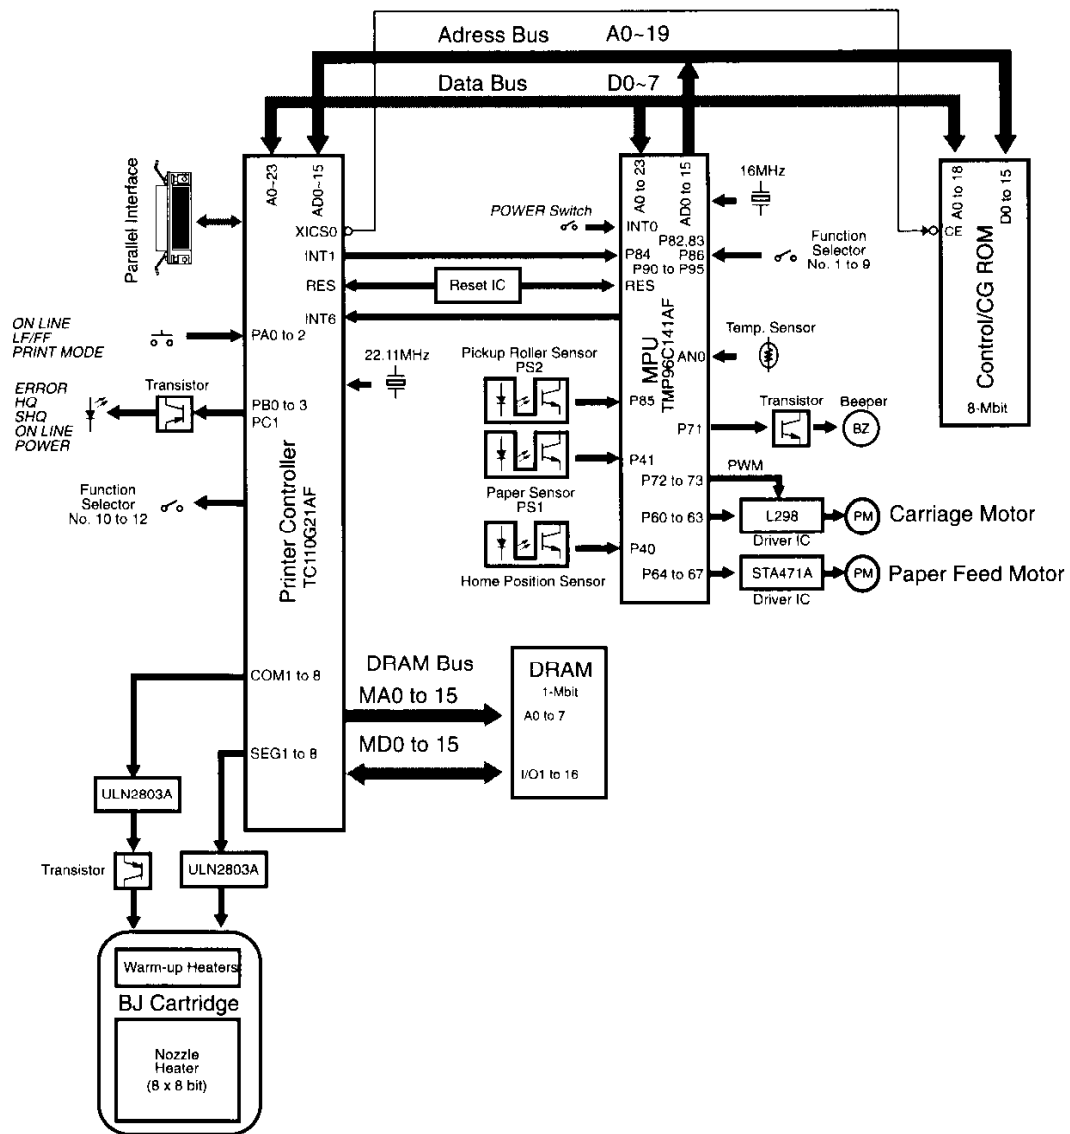 Adress Bus A0~19
Data Bus D0~7
Parallel Interface
A0~23
AD0~15
XICS0
INT1
RES
INT6
PA0 to 2
PB0 to 3
PC1
Printer Controller
TC110G21AF
COM1 to 8
SEG1 to 8
ON LINE
LF/FF
PRINT MODE
ERROR
HQ
SHQ
ON LINE
POWER
Transistor
Function
Selector
No. 10 to 12
22.11MHz
Reset IC
POWER Switch
Pickup Roller Sensor
PS2
Paper Sensor
PS1
Home Position Sensor
A0 to 23
AD0 to 15
INT0
P82,83
P84
P86
P90 to P95
RES
MPU
TMP96C141AF
AN0
P85
P71
P41
P72 to 73
P60 to 63
P40
P64 to 67
16MHz
Function
Selector
No. 1 to 9
Temp. Sensor
Transistor
Beeper
BZ
PWM
L298
Driver IC
PM
Carriage Motor
STA471A
Driver IC
PM
Paper Feed Motor
A0 to 18
D0 to 15
CE
Control/CG ROM
8-Mbit
DRAM Bus
MA0 to 15
MD0 to 15
DRAM
1-Mbit
A0 to 7
I/O1 to 16
ULN2803A
Transistor
ULN2803A
Warm-up Heaters
BJ Cartridge
Nozzle
Heater
(8 x 8 bit)